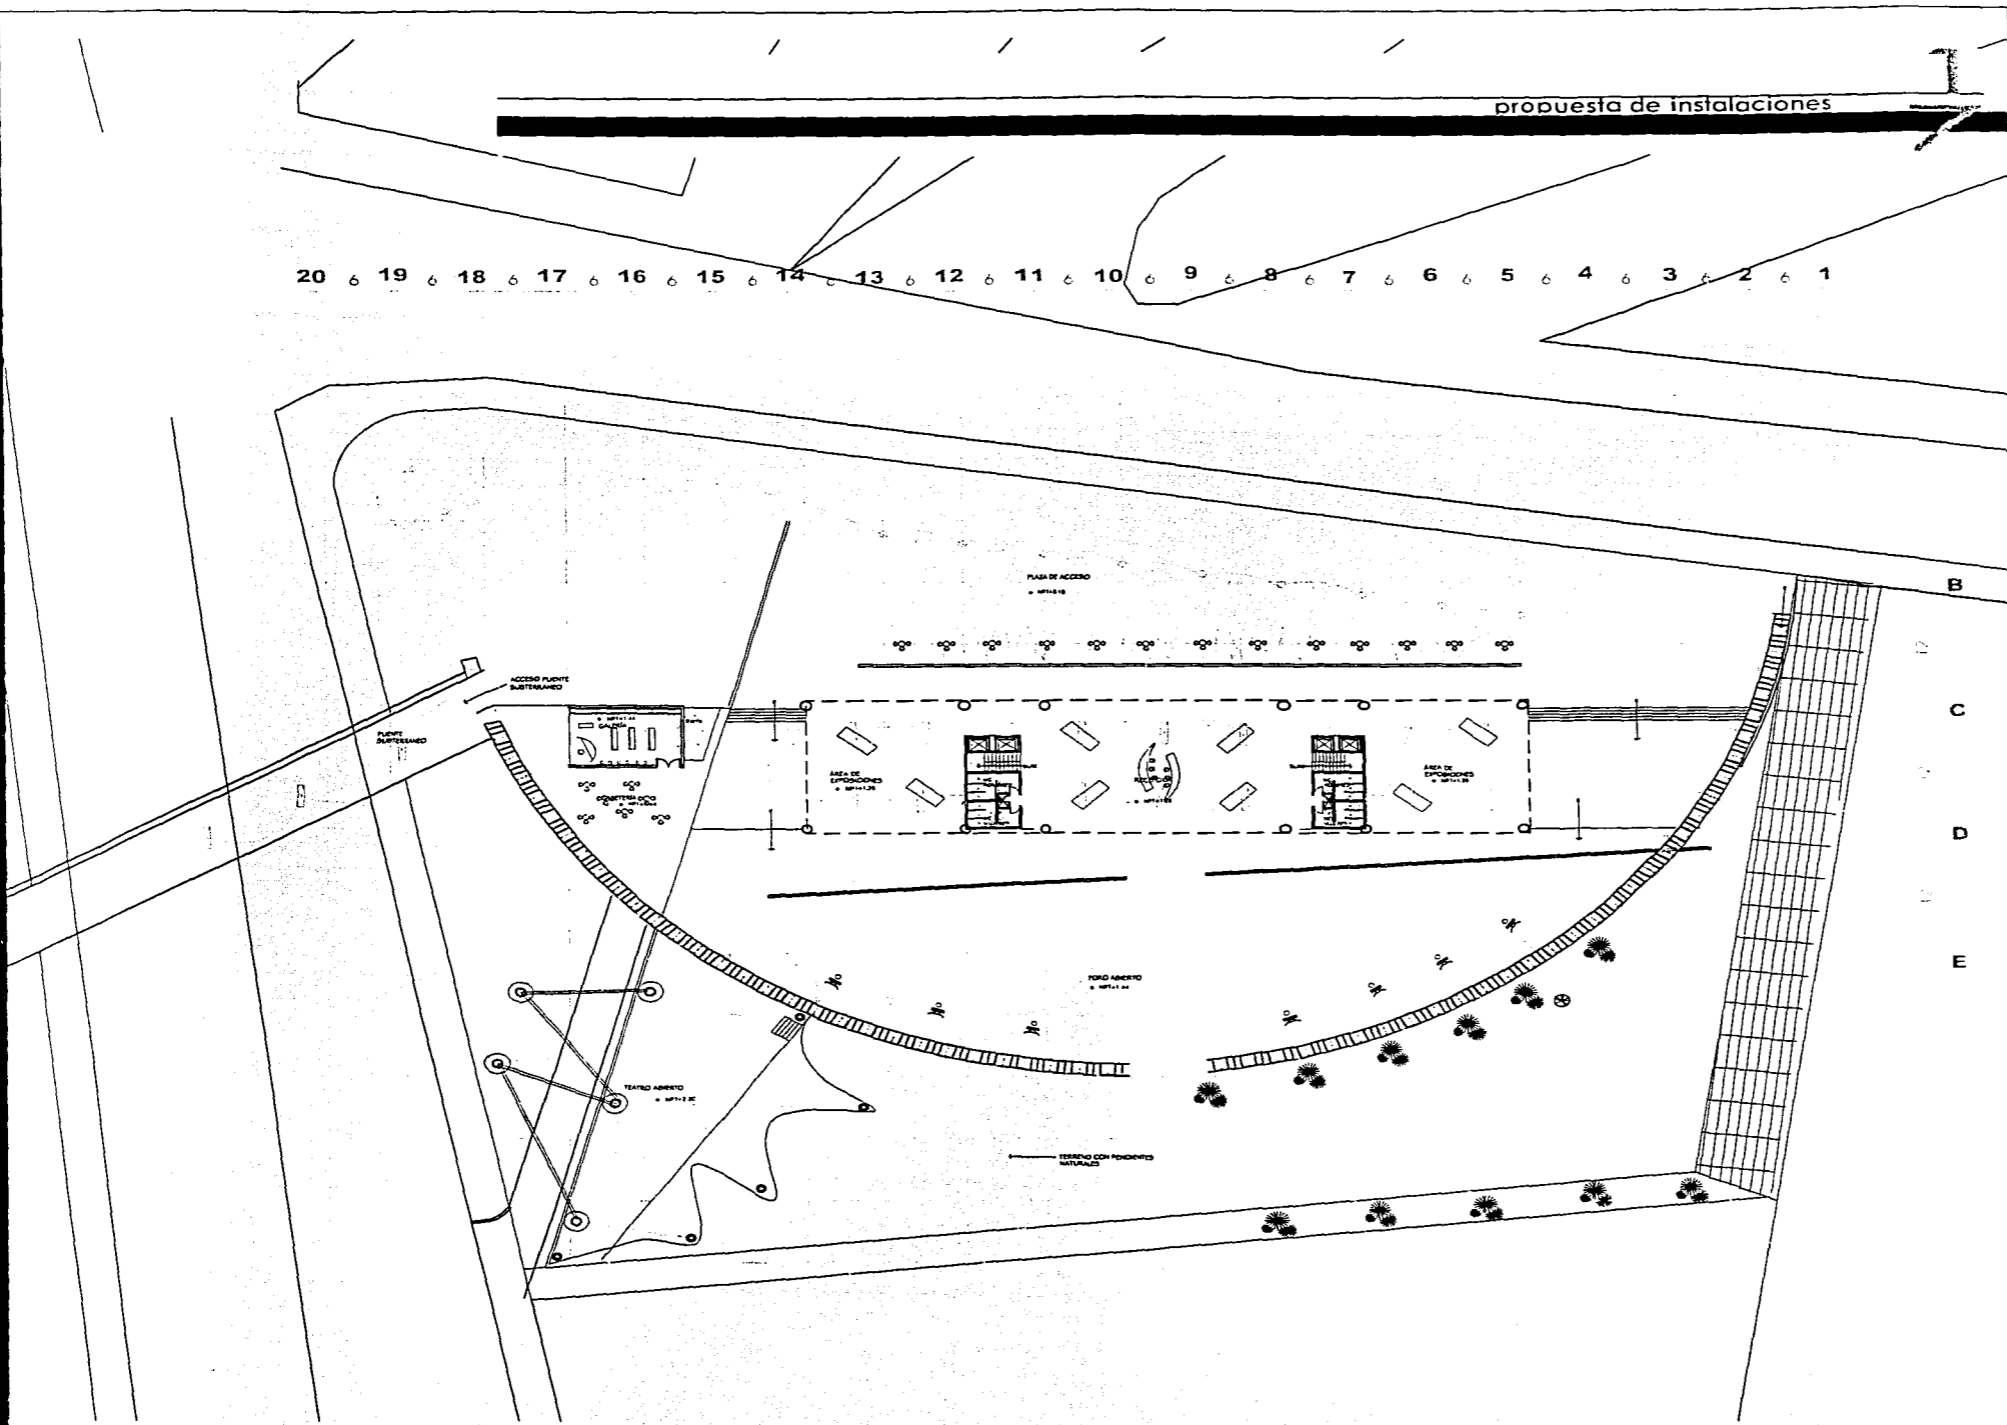 propuesta de instalaciones
20 6 19 6 18 6 17 6 16 6 15 6 14 6 13 6 12 6 11 6 10 6 9 6 8 6 7 6 6 6 5 6 4 6 3 6 2 6 1
PLAZA DE ACCESO
B
ACCESO PUENTE
SUBTERRANEO
C
GALERÍA
PUENTE
SUBTERRANEO
ÁREA DE
EXPOSICIONES
ÁREA DE
EXPOSICIONES
D
FORO ABIERTO
E
TEATRO ABIERTO
TERRENO CON PENDIENTES
NATURALES